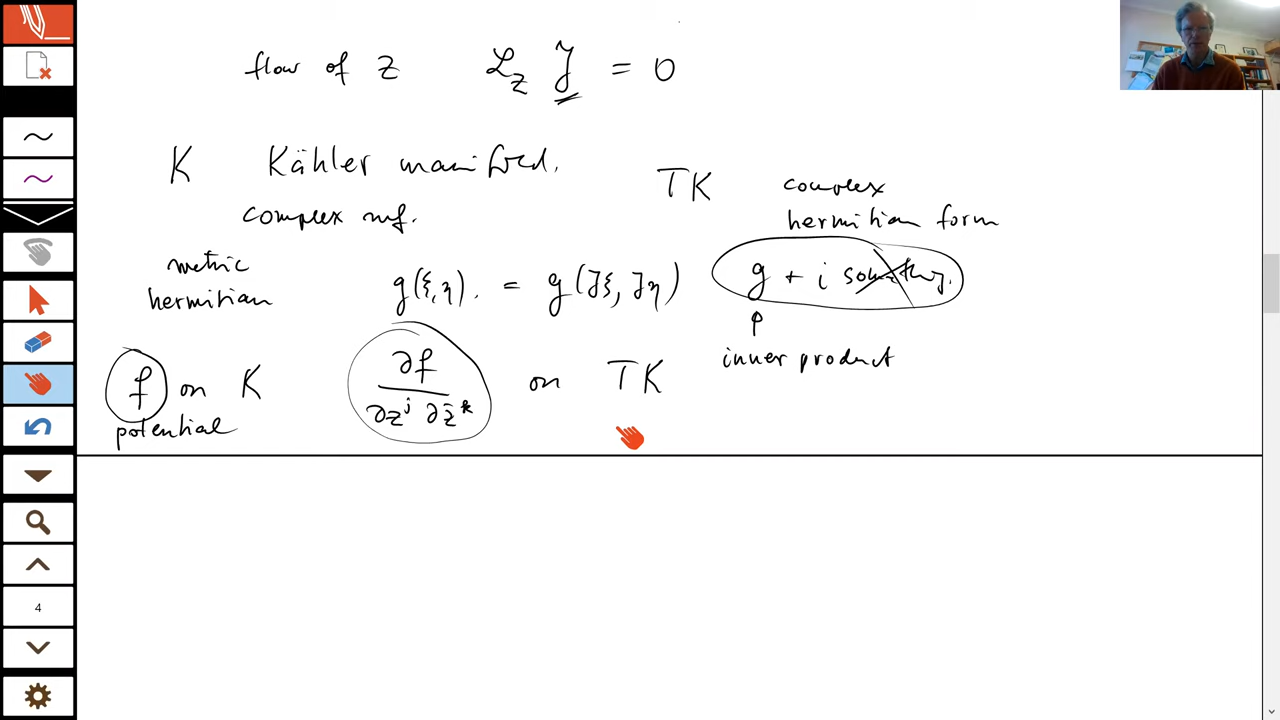 flow of Z ℒ_Z J = 0
K Kähler manifold.
TK complex
complex mf. hermitian form
metric g(ξ,η). = g(Jξ, Jη) g + i
hermitian
↑
inner product
f on K ∂f / ∂z^j ∂z̄^k on TK
potential
4